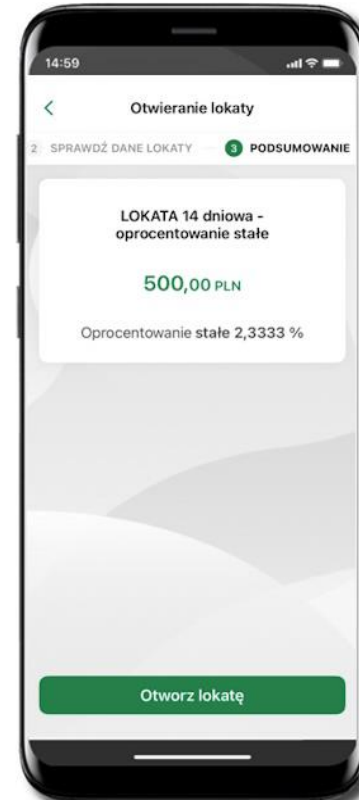 14:59
Otwieranie lokaty
2 SPRAWDŹ DANE LOKATY 3 PODSUMOWANIE
LOKATA 14 dniowa -
oprocentowanie stałe
500,00 PLN
Oprocentowanie stałe 2,3333 %
Otworz lokatę